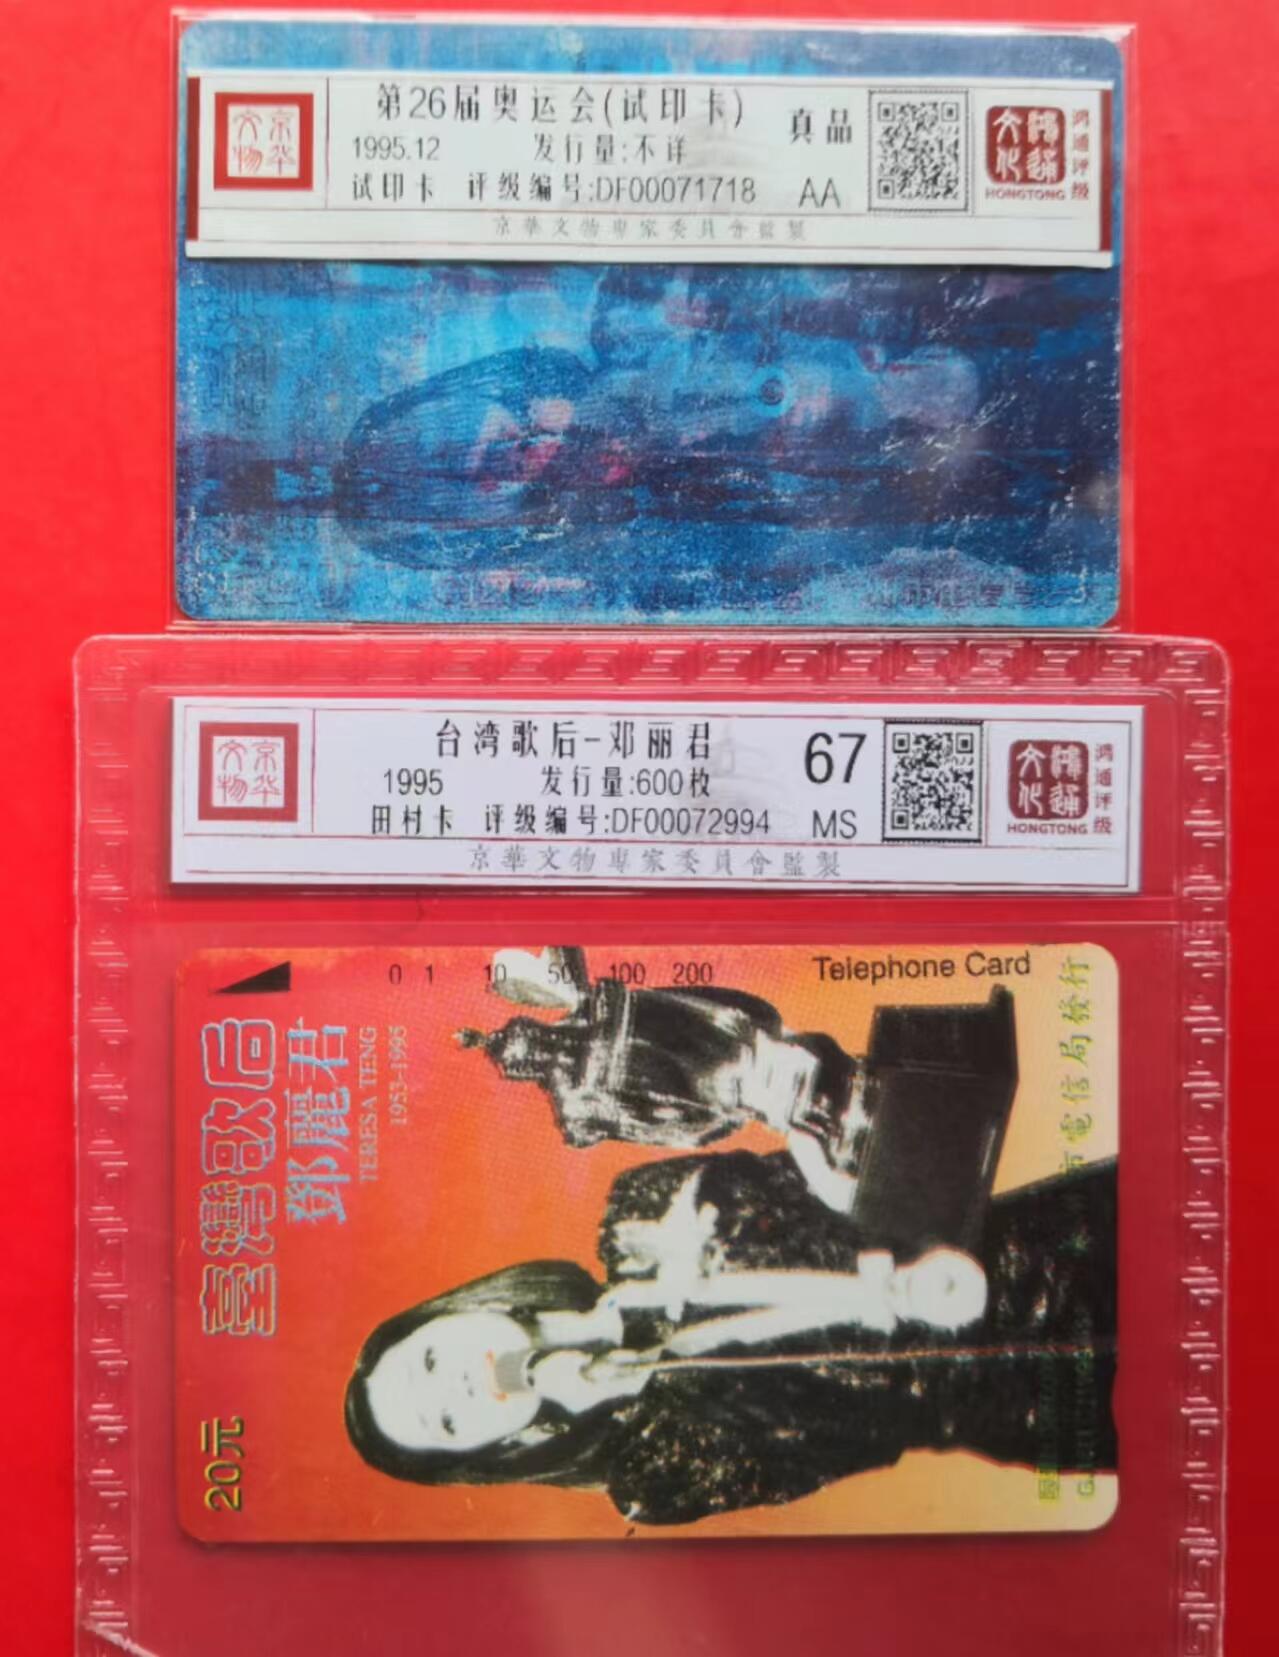 京华文物
第26届奥运会(试印卡)
真品
1995.12 发行量:不详
试印卡 评级编号:DF00071718 AA
京華文物專家委員會監製
鸿通文化
HONGTONG
鸿通评级
京华文物
台湾歌后-邓丽君
67
1995 发行量:600枚
田村卡 评级编号:DF00072994 MS
京華文物專家委員會監製
鸿通文化
HONGTONG
鸿通评级
0 1 10 50 100 200
Telephone Card
臺灣歌后
鄧麗君
TERESA TENG
1953-1995
20元
市電信局發行